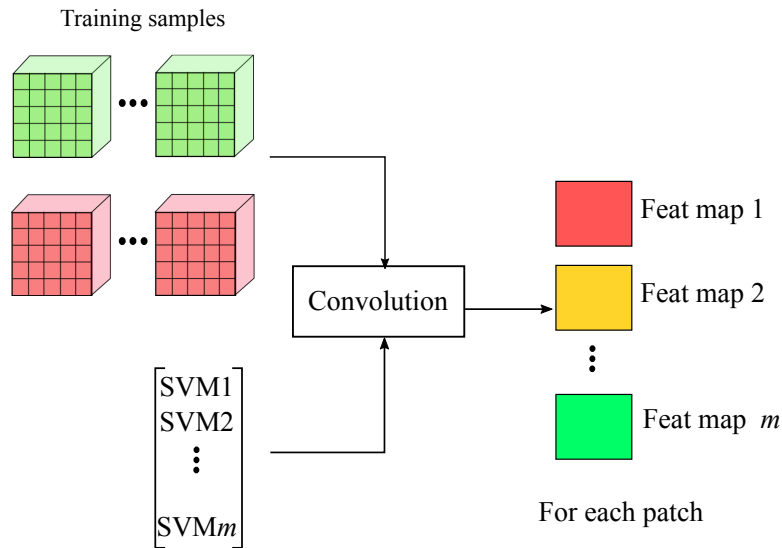 Training samples
Feat map 1
Feat map 2
Convolution
SVM1
SVM2
SVMm
Feat map m
For each patch